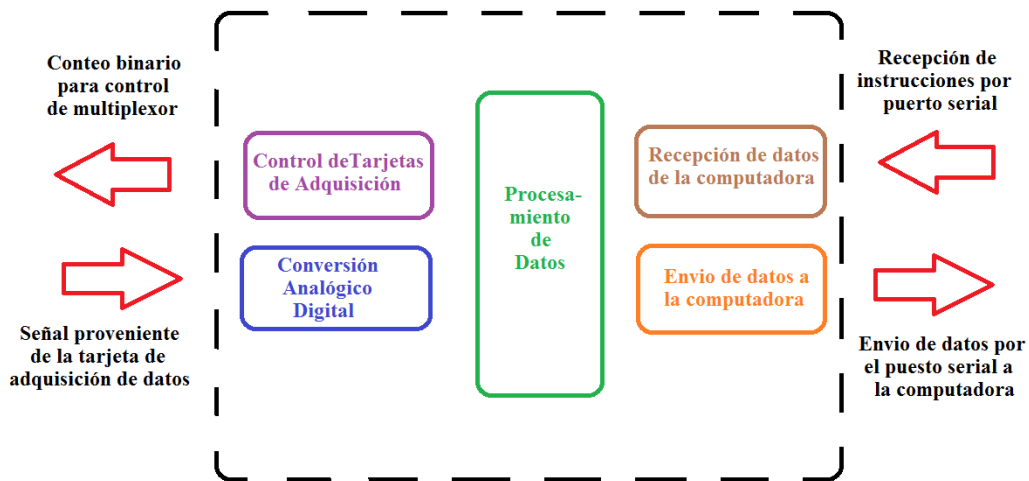 Conteo binario
para control
de multiplexor
Señal proveniente
de la tarjeta de
adquisición de datos
Control deTarjetas
de Adquisición
Conversión
Analógico
Digital
Procesa-
miento
de
Datos
Recepción de datos
de la computadora
Envio de datos a
la computadora
Recepción de
instrucciones por
puerto serial
Envio de datos por
el puesto serial a
la computadora